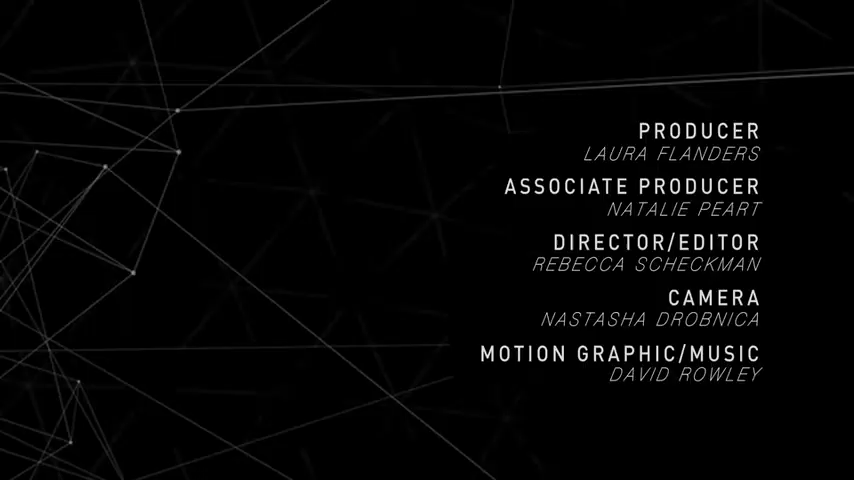 PRODUCER
LAURA FLANDERS
ASSOCIATE PRODUCER
NATALIE PEART
DIRECTOR/EDITOR
REBECCA SCHECKMAN
CAMERA
NASTASHA DROBNICA
MOTION GRAPHIC/MUSIC
DAVID ROWLEY